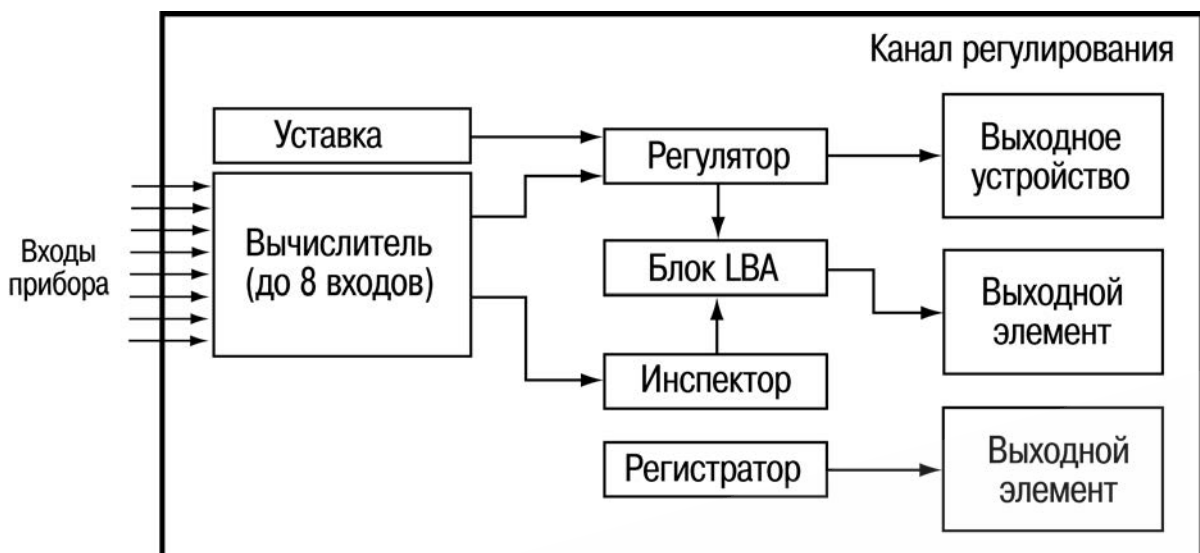 Канал регулирования
Уставка
Регулятор
Выходное
устройство
Входы
прибора
Вычислитель
(до 8 входов)
Блок LBA
Выходной
элемент
Инспектор
Регистратор
Выходной
элемент